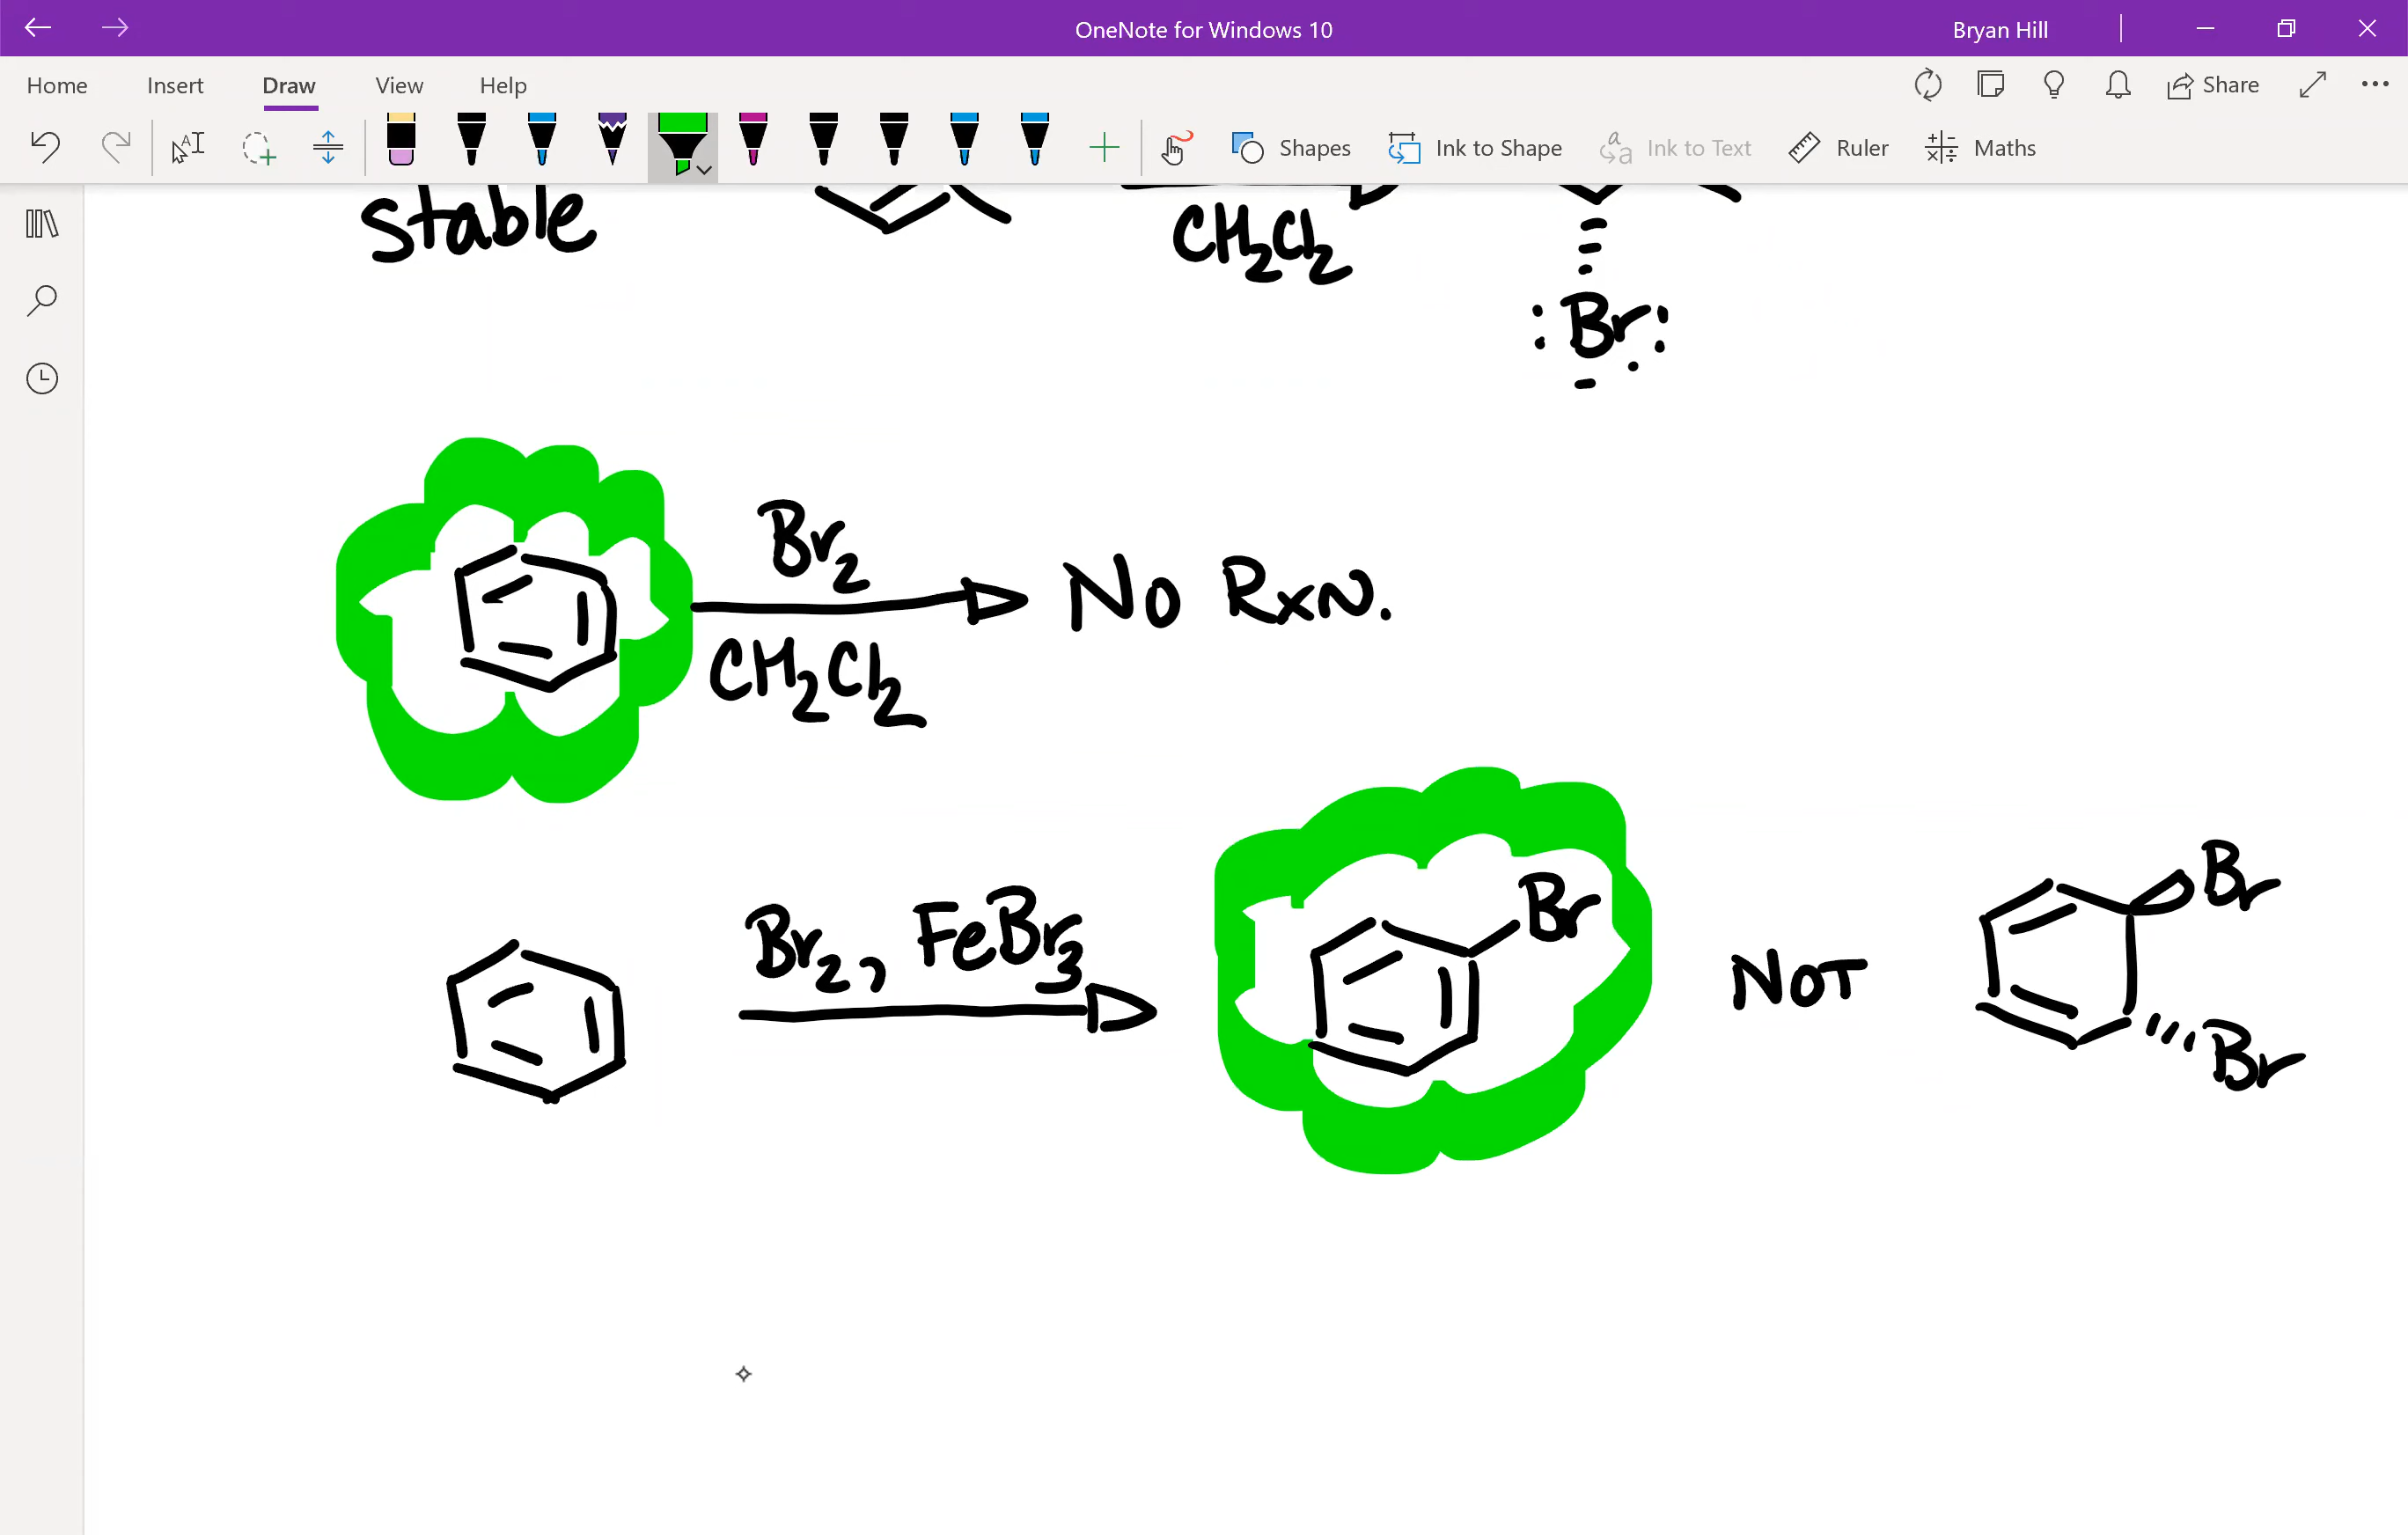 OneNote for Windows 10 Bryan Hill
Home Insert Draw View Help Share
Shapes Ink to Shape Ink to Text Ruler Maths
Stable
CH2Cl2
:Br:
Br2
No Rxn.
CH2Cl2
Br
Br
Br2, FeBr3
NOT
Br